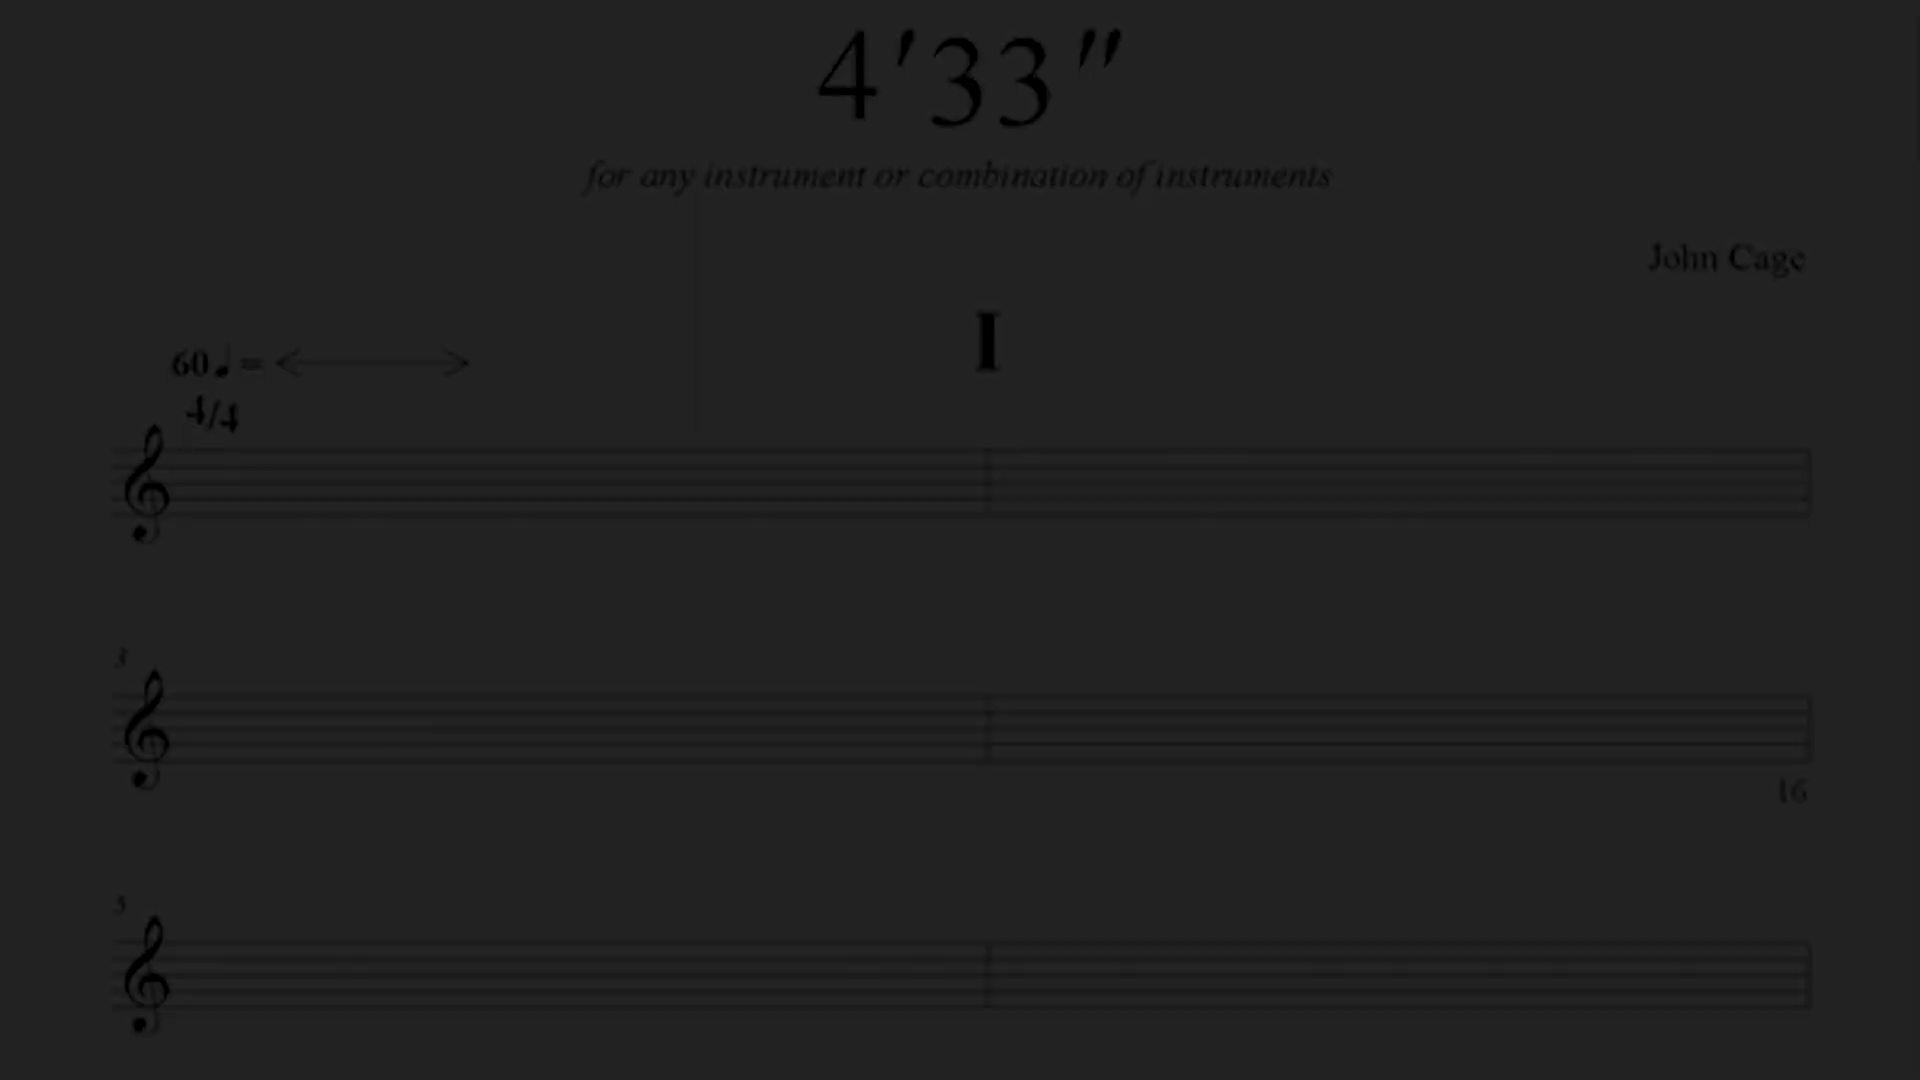 4'33"
for any instrument or combination of instruments
John Cage
I
60♩ =
4/4
3
16
5